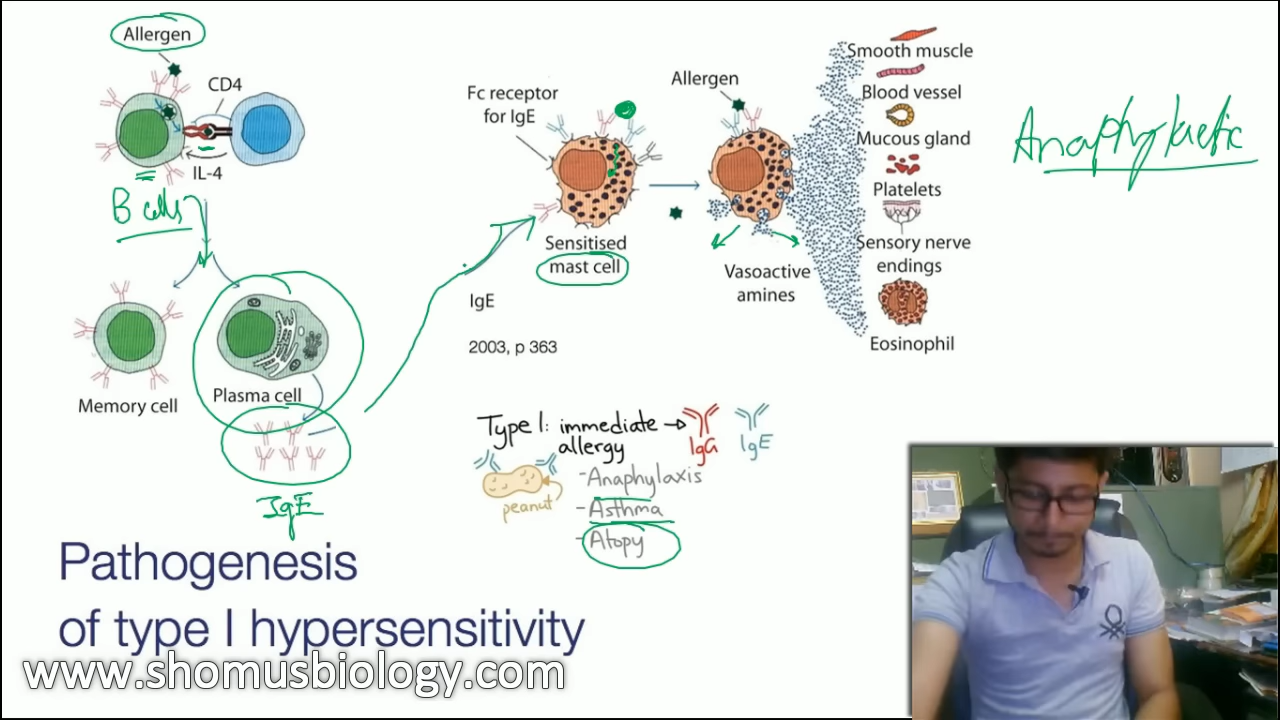 Allergen
CD4
IL-4
B cells
Memory cell
Plasma cell
IgE
Fc receptor
for IgE
Sensitised
mast cell
IgE
2003, p 363
Allergen
Vasoactive
amines
Smooth muscle
Blood vessel
Mucous gland
Platelets
Sensory nerve
endings
Eosinophil
Anaphylactic
Type I: immediate
allergy
IgG
IgE
peanut
-Anaphylaxis
-Asthma
-Atopy
Pathogenesis
of type I hypersensitivity
www.shomusbiology.com